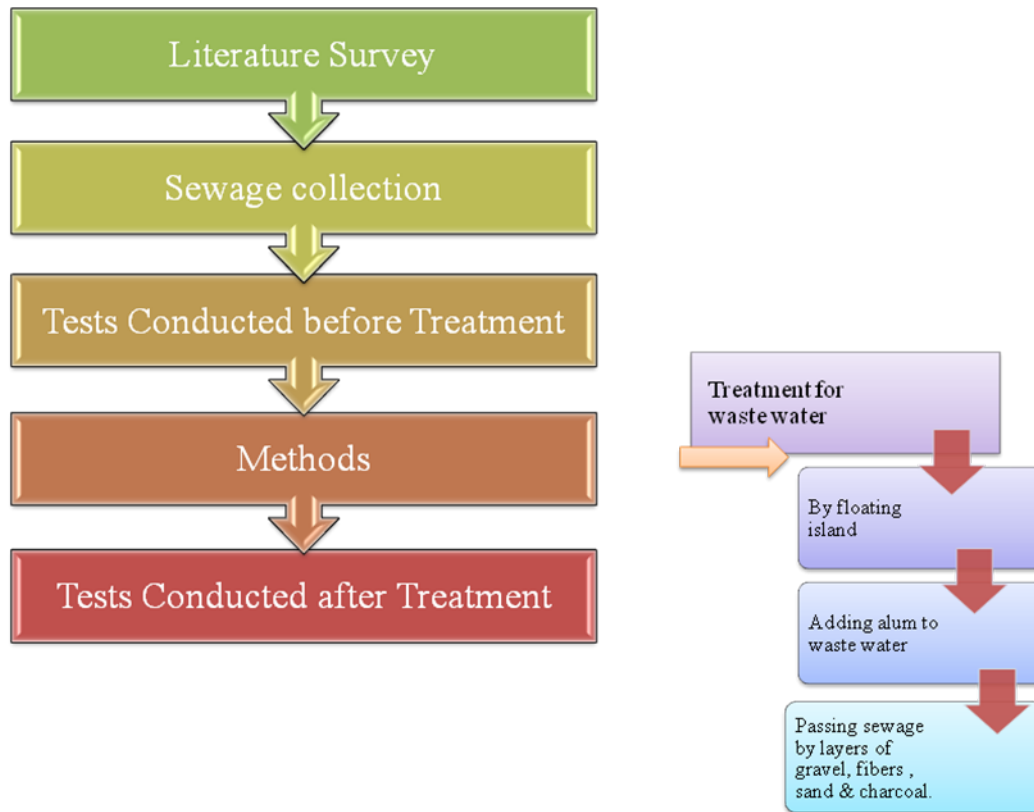 Literature Survey
Sewage collection
Tests Conducted before Treatment
Methods
Tests Conducted after Treatment
Treatment for
waste water
By floating
island
Adding alum to
waste water
Passing sewage
by layers of
gravel, fibers ,
sand & charcoal.